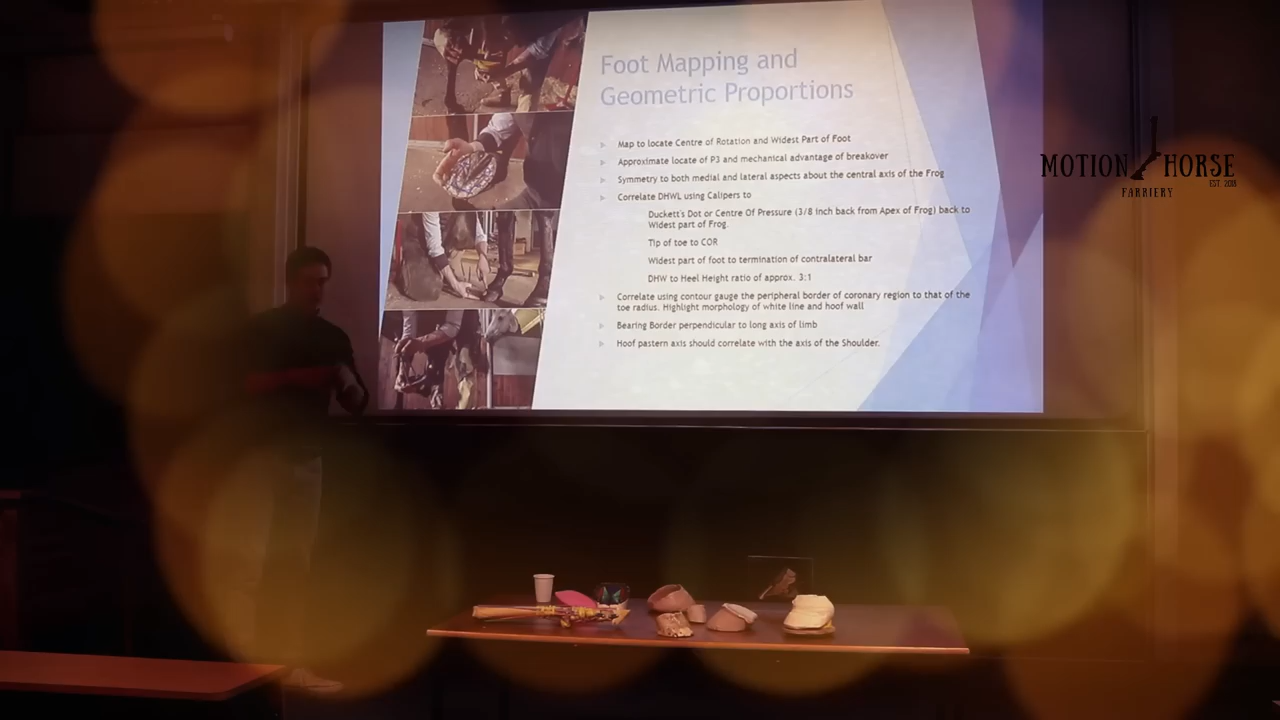 Foot Mapping and
Geometric Proportions
Map to locate Centre of Rotation and Widest Part of Foot
Approximate locate of P3 and mechanical advantage of breakover
Symmetry to both medial and lateral aspects about the central axis of the Frog
Correlate DHWL using Calipers to
Duckett's Dot or Centre Of Pressure (3/8 inch back from Apex of Frog) back to
Widest part of Frog.
Tip of toe to COR
Widest part of foot to termination of contralateral bar
DHW to Heel Height ratio of approx. 3:1
Correlate using contour gauge the peripheral border of coronary region to that of the
toe radius. Highlight morphology of white line and hoof wall
Bearing Border perpendicular to long axis of limb
Hoof pastern axis should correlate with the axis of the Shoulder.
MOTION HORSE
EST. 2018
FARRIERY